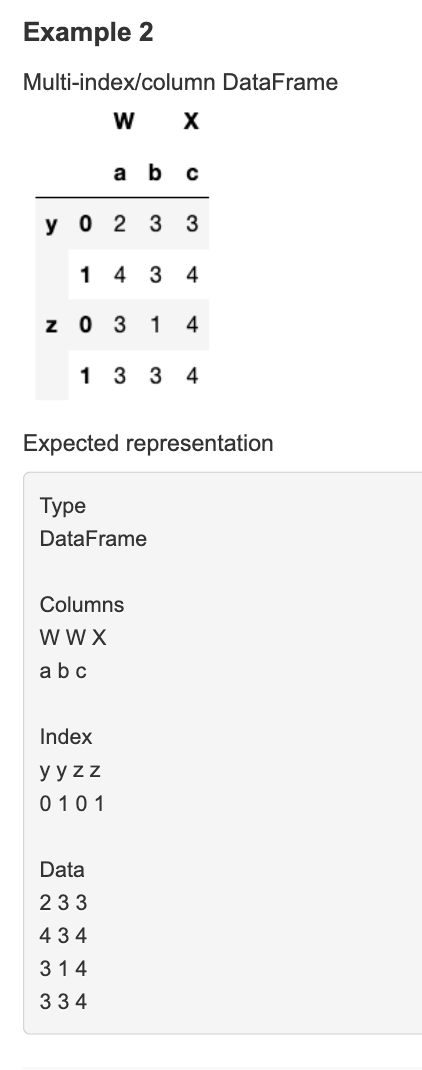 Example 2
Multi-index/column DataFrame
W X
a b c
y 0 2 3 3
1 4 3 4
z 0 3 1 4
1 3 3 4
Expected representation
Type
DataFrame
Columns
W W X
a b c
Index
y y z z
0 1 0 1
Data
2 3 3
4 3 4
3 1 4
3 3 4